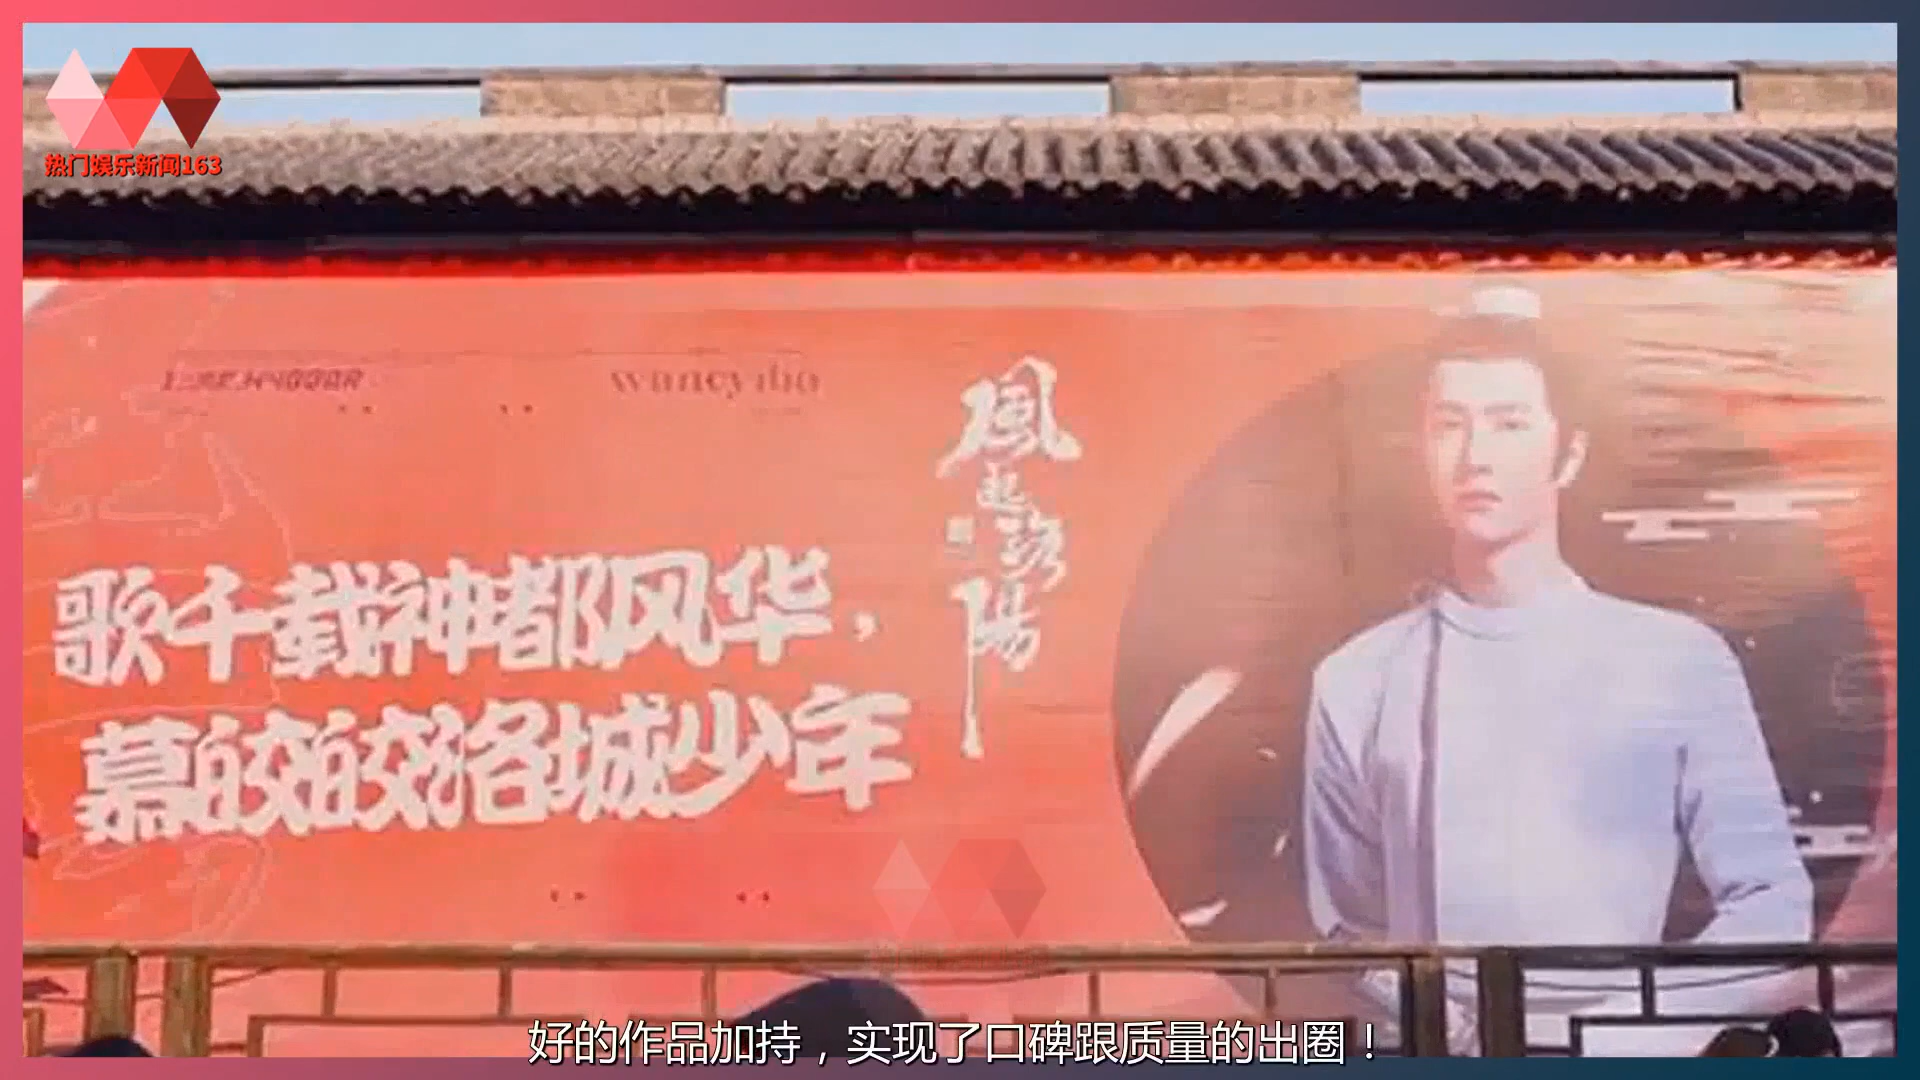 热门娱乐新闻163
wangyibo
風起洛陽
歌千载神都风华，
慕皎皎洛城少年
好的作品加持，实现了口碑跟质量的出圈！